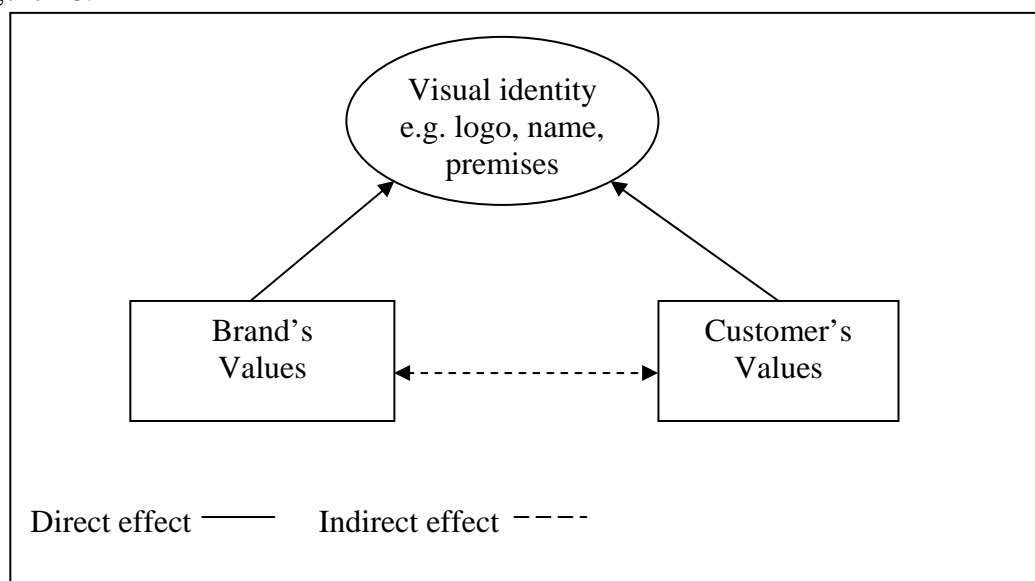 Visual identity
e.g. logo, name,
premises
Brand’s
Values
Customer’s
Values
Direct effect
Indirect effect